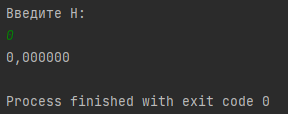 Введите Н:
0
0,000000
Process finished with exit code 0